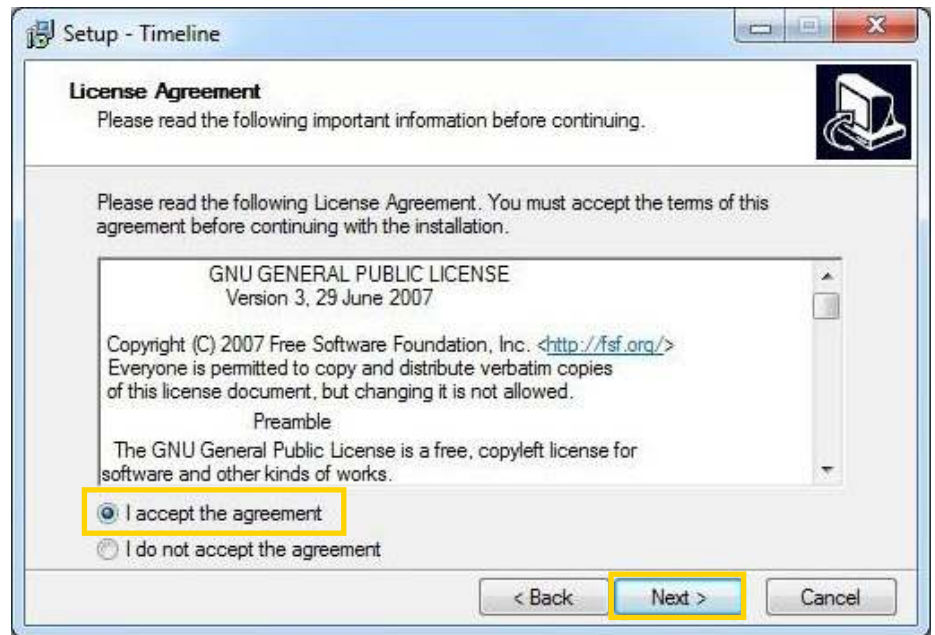 Setup - Timeline
License Agreement
Please read the following important information before continuing.
Please read the following License Agreement. You must accept the terms of this
agreement before continuing with the installation.
GNU GENERAL PUBLIC LICENSE
Version 3, 29 June 2007
Copyright (C) 2007 Free Software Foundation, Inc. <http://fsf.org/>
Everyone is permitted to copy and distribute verbatim copies
of this license document, but changing it is not allowed.
Preamble
The GNU General Public License is a free, copyleft license for
software and other kinds of works.
I accept the agreement
I do not accept the agreement
< Back Next > Cancel